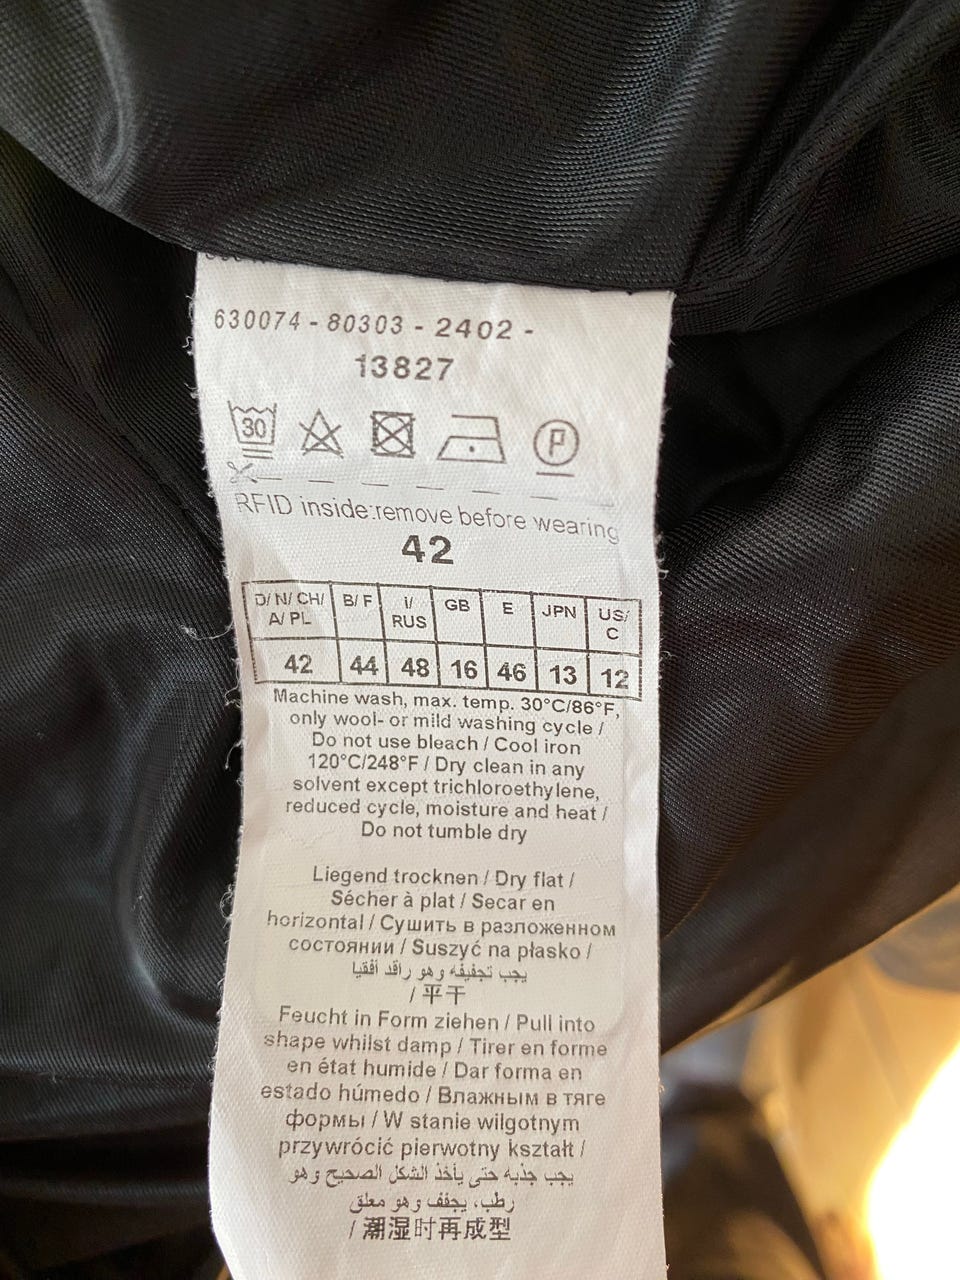 630074 - 80303 - 2402 -
13827
30
P
RFID inside:remove before wearing
42
D/ N/ CH/ A/ PL B/ F I/ RUS GB E JPN US/ C
42 44 48 16 46 13 12
Machine wash, max. temp. 30°C/86°F,
only wool- or mild washing cycle /
Do not use bleach / Cool iron
120°C/248°F / Dry clean in any
solvent except trichloroethylene,
reduced cycle, moisture and heat /
Do not tumble dry
Liegend trocknen / Dry flat /
Sécher à plat / Secar en
horizontal / Сушить в разложенном
состоянии / Suszyć na płasko /
يجب تجفيفه وهو راقد أفقيا
/ 平干
Feucht in Form ziehen / Pull into
shape whilst damp / Tirer en forme
en état humide / Dar forma en
estado húmedo / Влажным в тяге
формы / W stanie wilgotnym
przywrócić pierwotny kształt /
يجب جذبه حتى يأخذ الشكل الصحيح وهو
رطب، يجفف وهو معلق
/ 潮湿时再成型